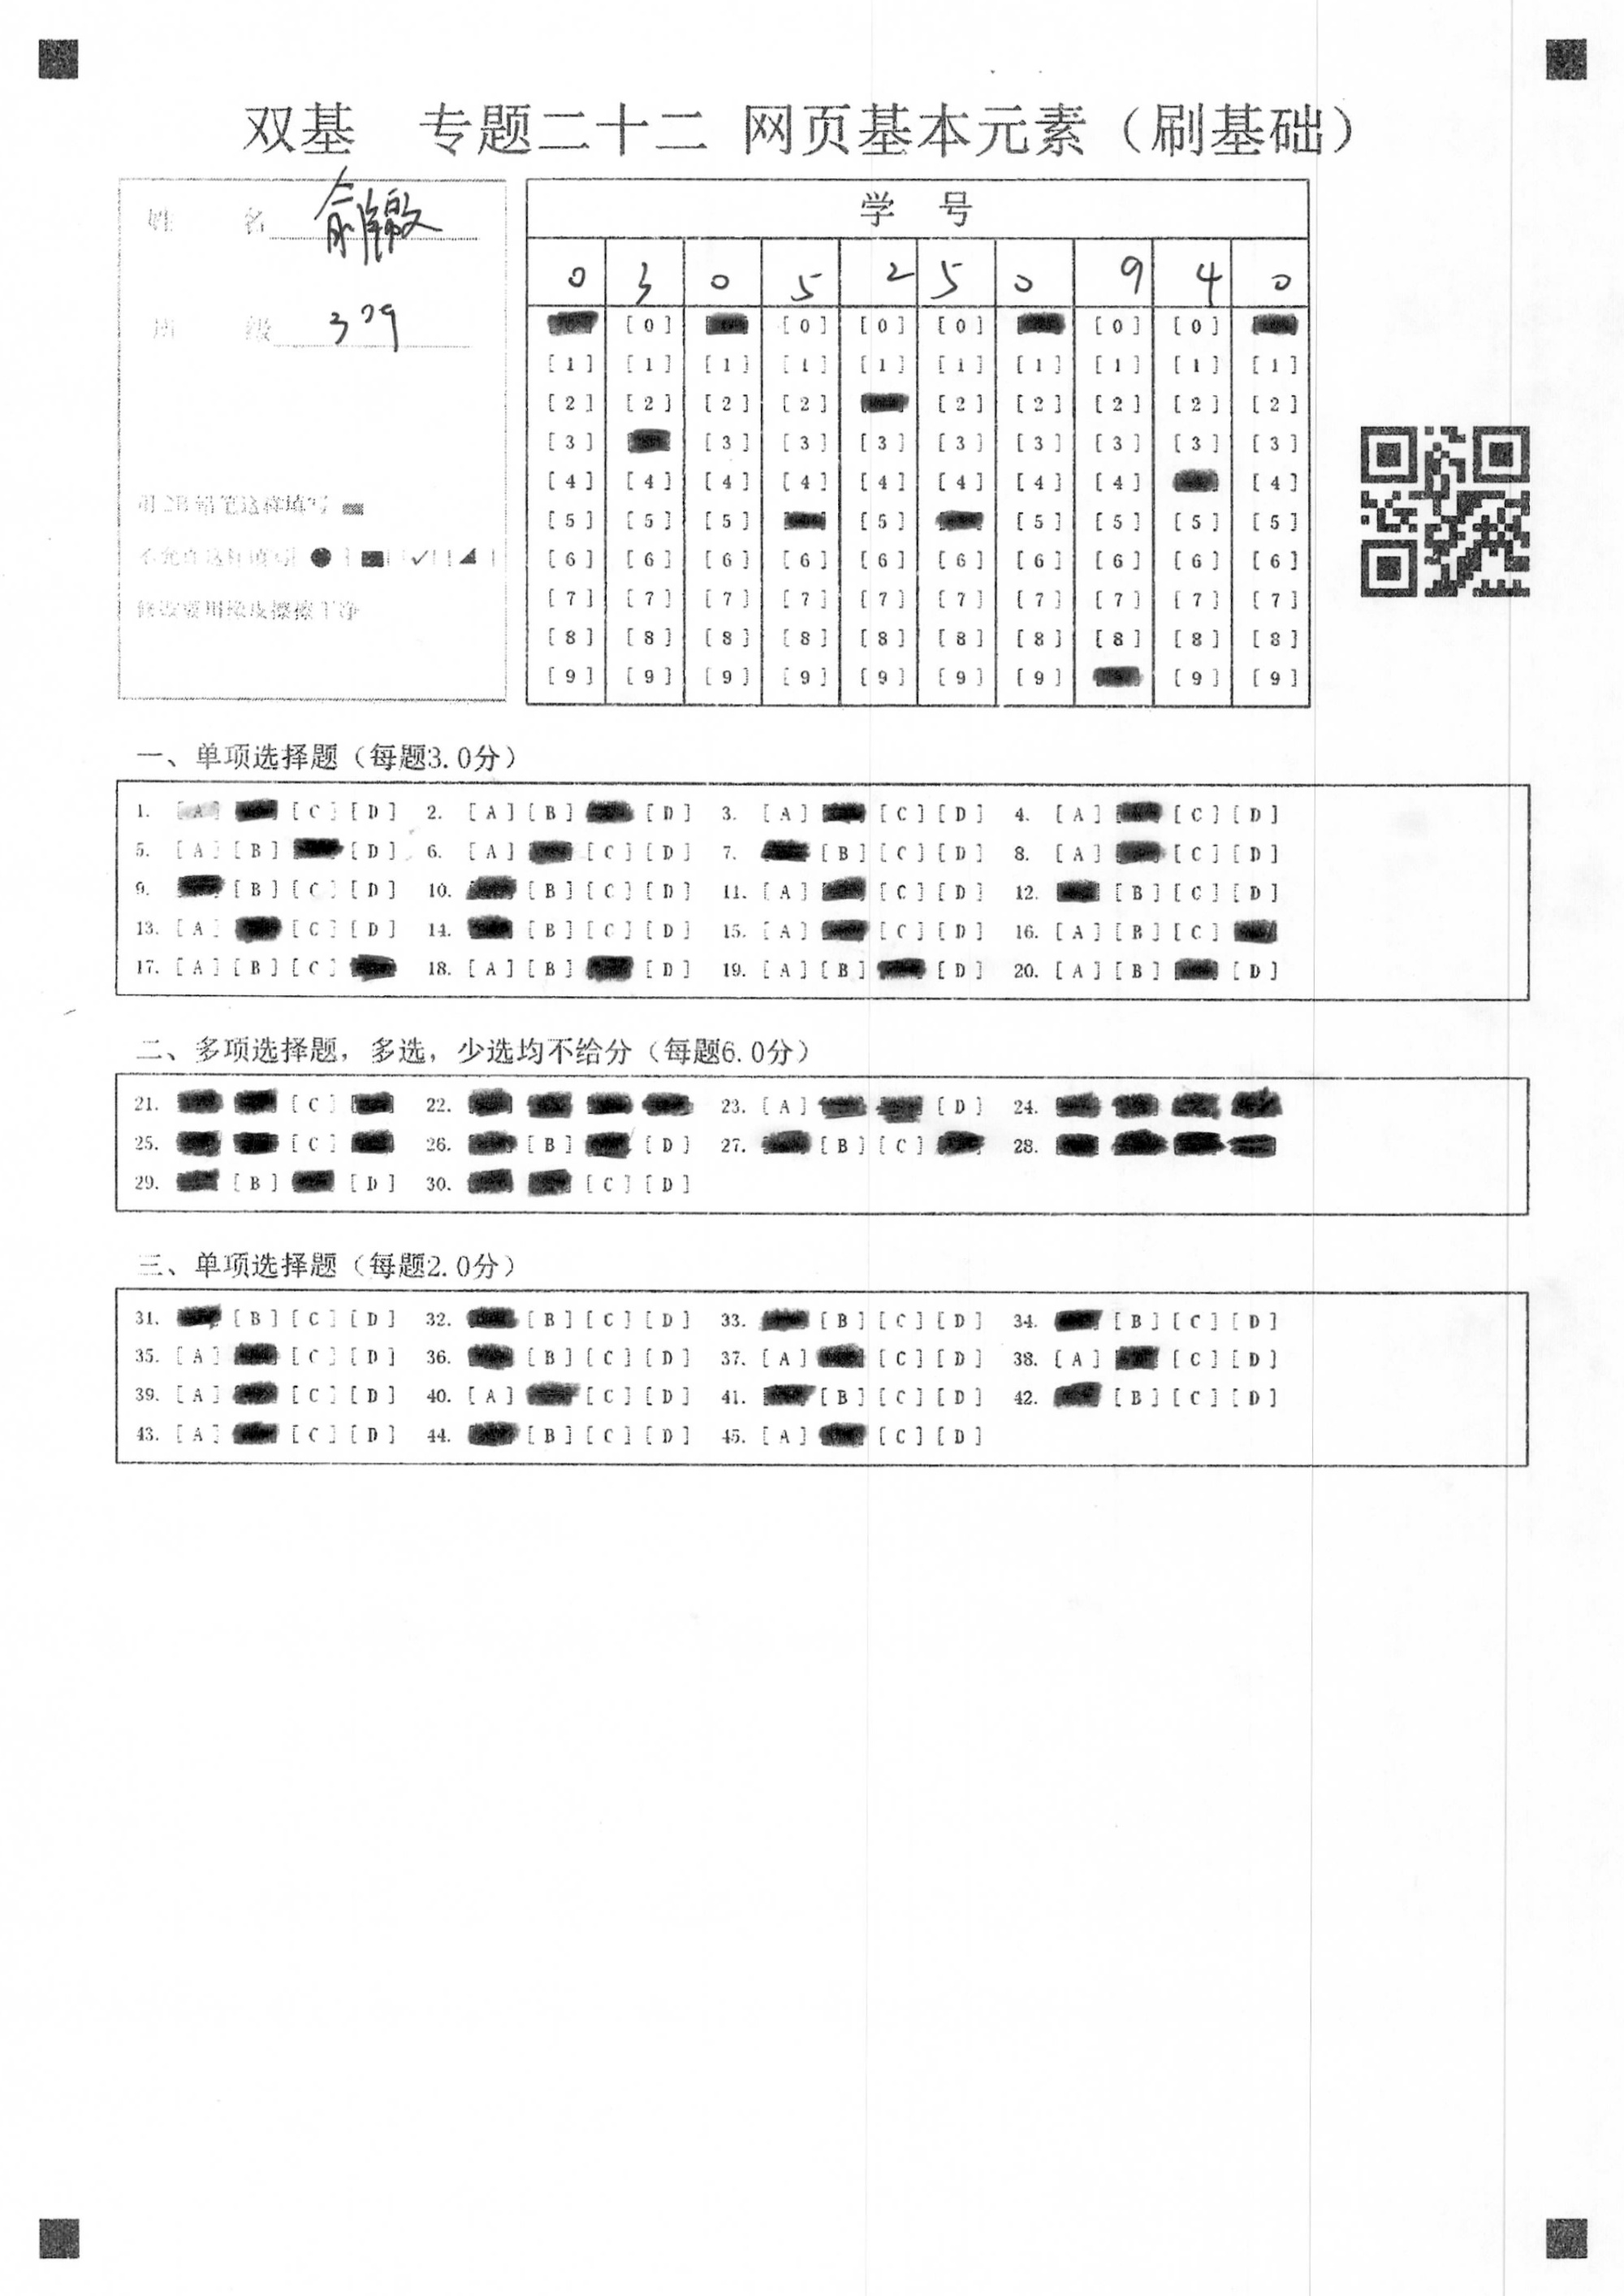 双基 专题二十二 网页基本元素（刷基础）
姓 名
班 级 309
用2B铅笔这样填写
修改要用橡皮擦擦干净
学 号
0 3 0 5 2 5 0 9 4 0
[0] [0] [0] [0] [0] [0]
[1] [1] [1] [1] [1] [1] [1] [1] [1] [1]
[2] [2] [2] [2] [2] [2] [2] [2] [2]
[3] [3] [3] [3] [3] [3] [3] [3] [3]
[4] [4] [4] [4] [4] [4] [4] [4] [4]
[5] [5] [5] [5] [5] [5] [5] [5]
[6] [6] [6] [6] [6] [6] [6] [6] [6] [6]
[7] [7] [7] [7] [7] [7] [7] [7] [7] [7]
[8] [8] [8] [8] [8] [8] [8] [8] [8] [8]
[9] [9] [9] [9] [9] [9] [9] [9] [9]
一、单项选择题（每题3.0分）
1. [A] [C] [D] 2. [A] [B] [D] 3. [A] [C] [D] 4. [A] [C] [D]
5. [A] [B] [D] 6. [A] [C] [D] 7. [B] [C] [D] 8. [A] [C] [D]
9. [B] [C] [D] 10. [B] [C] [D] 11. [A] [C] [D] 12. [B] [C] [D]
13. [A] [C] [D] 14. [B] [C] [D] 15. [A] [C] [D] 16. [A] [B] [C]
17. [A] [B] [C] 18. [A] [B] [D] 19. [A] [B] [D] 20. [A] [B] [D]
二、多项选择题，多选，少选均不给分（每题6.0分）
21. [C] 22. 23. [A] [D] 24.
25. [C] 26. [B] [D] 27. [B] [C] 28.
29. [B] [D] 30. [C] [D]
三、单项选择题（每题2.0分）
31. [B] [C] [D] 32. [B] [C] [D] 33. [B] [C] [D] 34. [B] [C] [D]
35. [A] [C] [D] 36. [B] [C] [D] 37. [A] [C] [D] 38. [A] [C] [D]
39. [A] [C] [D] 40. [A] [C] [D] 41. [B] [C] [D] 42. [B] [C] [D]
43. [A] [C] [D] 44. [B] [C] [D] 45. [A] [C] [D]